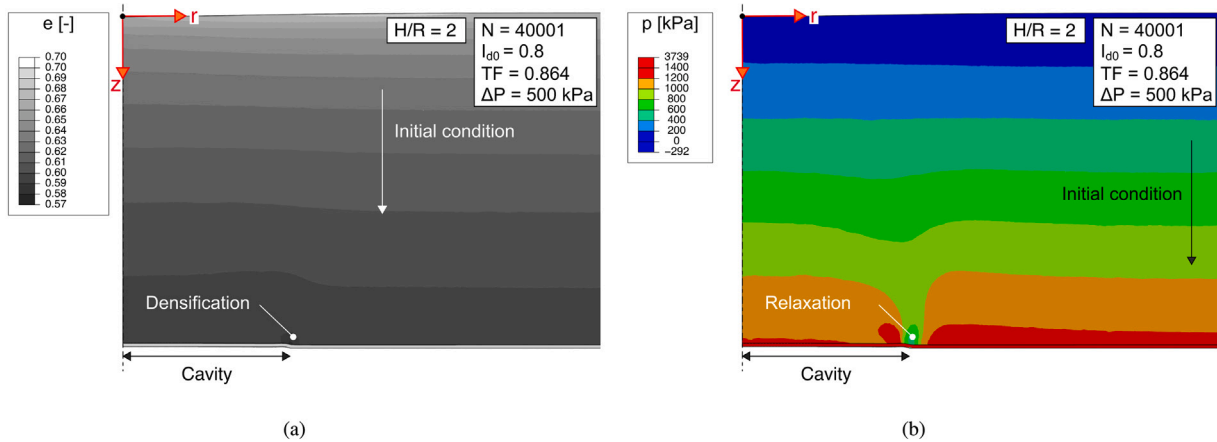 e [-]
0.70
0.70
0.69
0.68
0.67
0.66
0.65
0.64
0.63
0.62
0.61
0.60
0.59
0.58
0.57
r
z
H/R = 2
N = 40001
Id0 = 0.8
TF = 0.864
ΔP = 500 kPa
Initial condition
Densification
Cavity
(a)
p [kPa]
3739
1400
1200
1000
800
600
400
200
0
−292
r
z
H/R = 2
N = 40001
Id0 = 0.8
TF = 0.864
ΔP = 500 kPa
Initial condition
Relaxation
Cavity
(b)